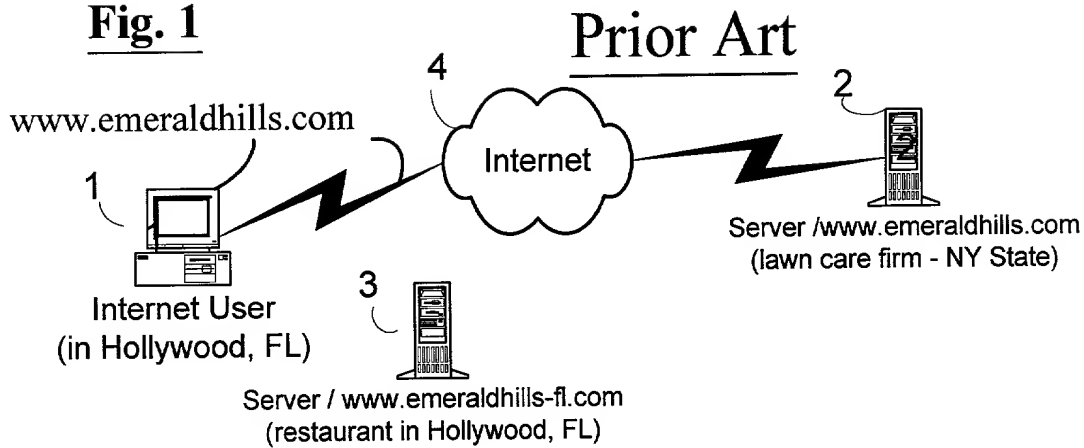 Fig. 1
Prior Art
www.emeraldhills.com
4
2
Internet
1
2
Server /www.emeraldhills.com
(lawn care firm - NY State)
Internet User
(in Hollywood, FL)
3
Server / www.emeraldhills-fl.com
(restaurant in Hollywood, FL)